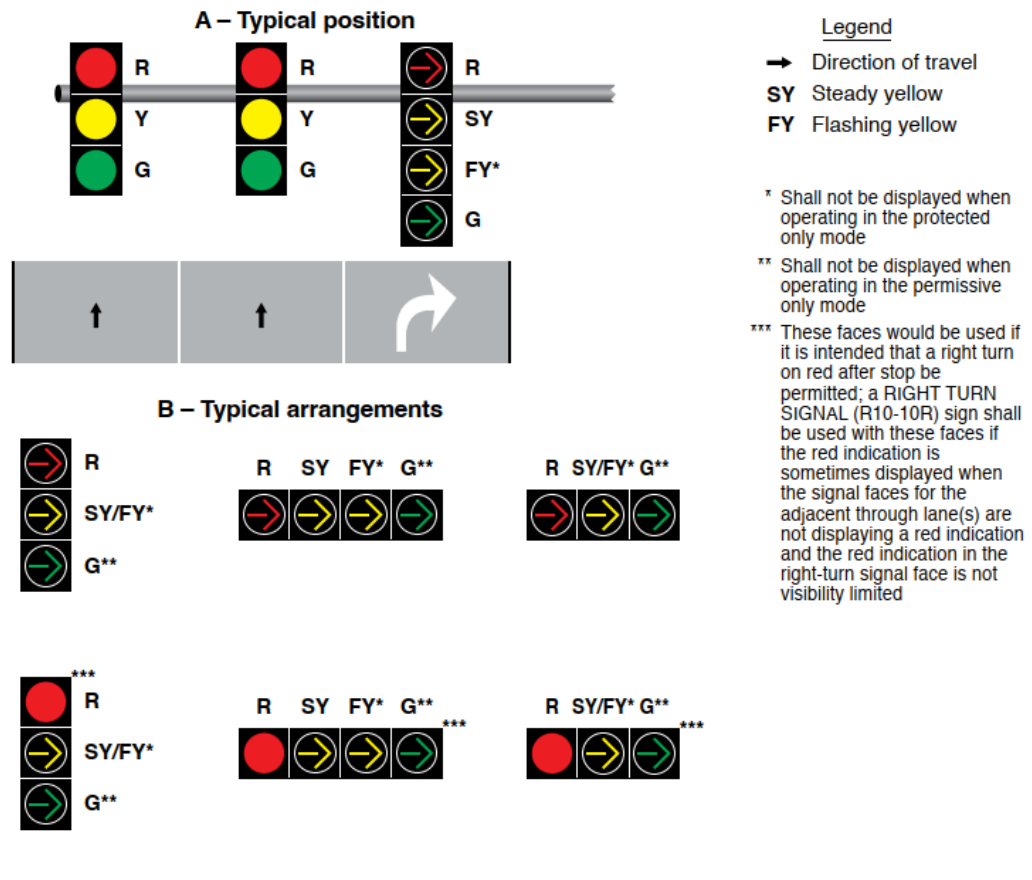 A – Typical position
R
Y
G
R
Y
G
R
SY
FY*
G
Legend
Direction of travel
SY Steady yellow
FY Flashing yellow
* Shall not be displayed when
operating in the protected
only mode
** Shall not be displayed when
operating in the permissive
only mode
*** These faces would be used if
it is intended that a right turn
on red after stop be
permitted; a RIGHT TURN
SIGNAL (R10-10R) sign shall
be used with these faces if
the red indication is
sometimes displayed when
the signal faces for the
adjacent through lane(s) are
not displaying a red indication
and the red indication in the
right-turn signal face is not
visibility limited
B – Typical arrangements
R
SY/FY*
G**
R SY FY* G**
R SY/FY* G**
***
R
SY/FY*
G**
R SY FY* G**
***
R SY/FY* G**
***